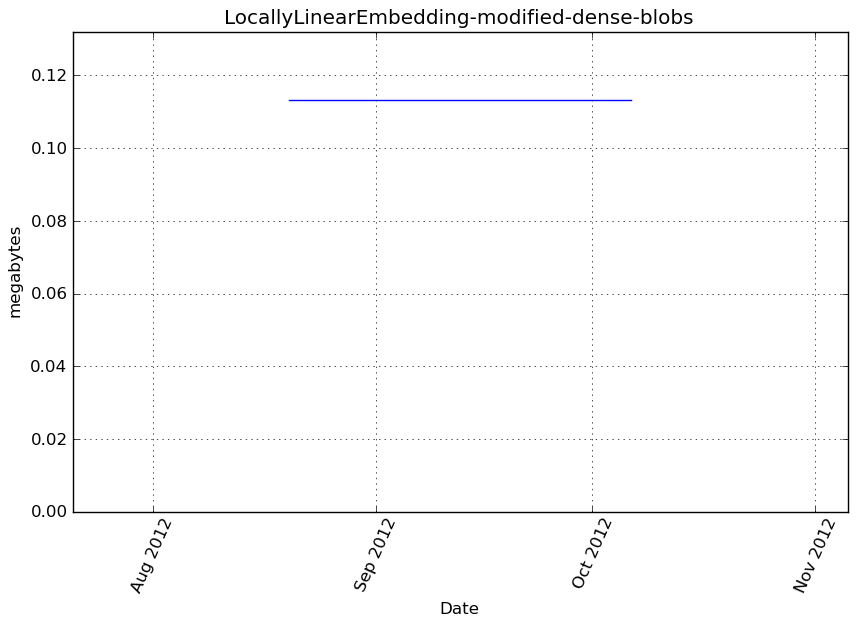 LocallyLinearEmbedding-modified-dense-blobs
0.12
0.10
0.08
0.06
0.04
0.02
0.00
megabytes
Aug 2012
Sep 2012
Oct 2012
Nov 2012
Date